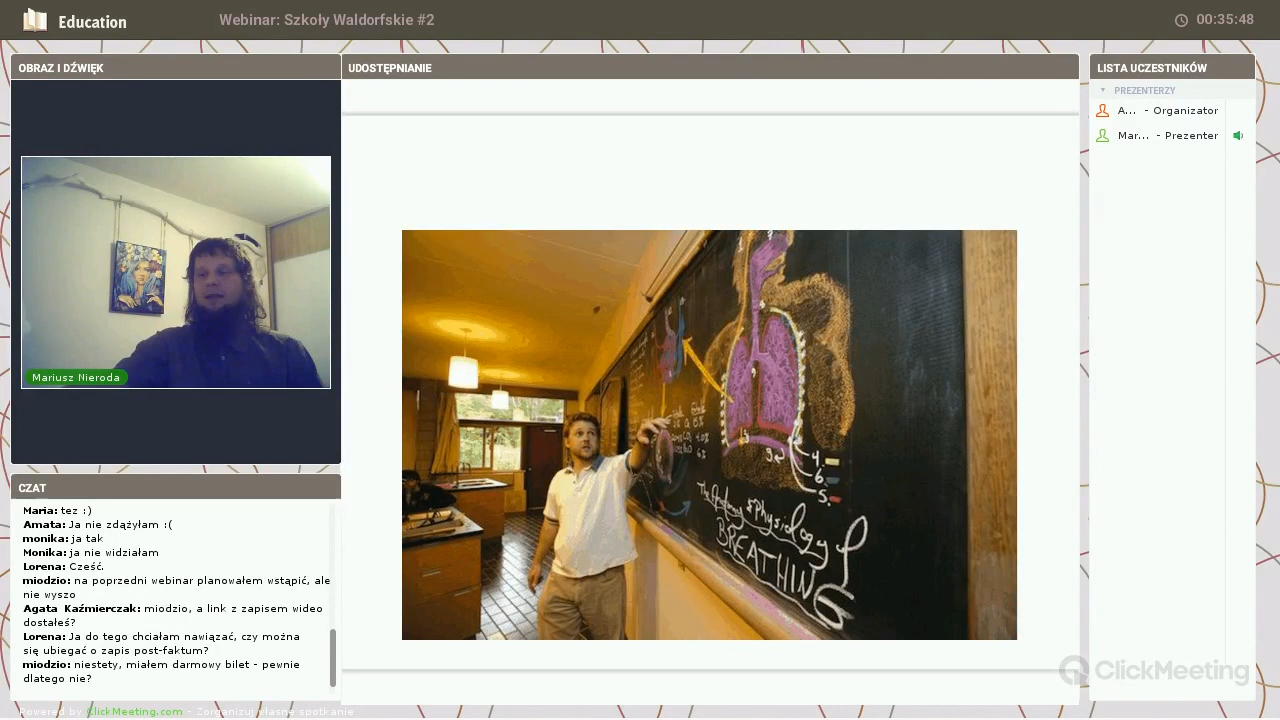 Education
Webinar: Szkoły Waldorfskie #2
00:35:48
OBRAZ I DŹWIĘK
Mariusz Nieroda
CZAT
Maria: tez :)
Amata: Ja nie zdążyłam :(
monika: ja tak
Monika: ja nie widziałam
Lorena: Cześć.
miodzio: na poprzedni webinar planowałem wstąpić, ale
nie wyszo
Agata Kaźmierczak: miodzio, a link z zapisem wideo
dostałeś?
Lorena: Ja do tego chciałam nawiązać, czy można
się ubiegać o zapis post-faktum?
miodzio: niestety, miałem darmowy bilet - pewnie
dlatego nie?
Powered by ClickMeeting.com - Zorganizuj własne spotkanie
UDOSTĘPNIANIE
The Anatomy & Physiology of
BREATHING
3
4
6
5
LISTA UCZESTNIKÓW
PREZENTERZY
A... - Organizator
Mar... - Prezenter
ClickMeeting